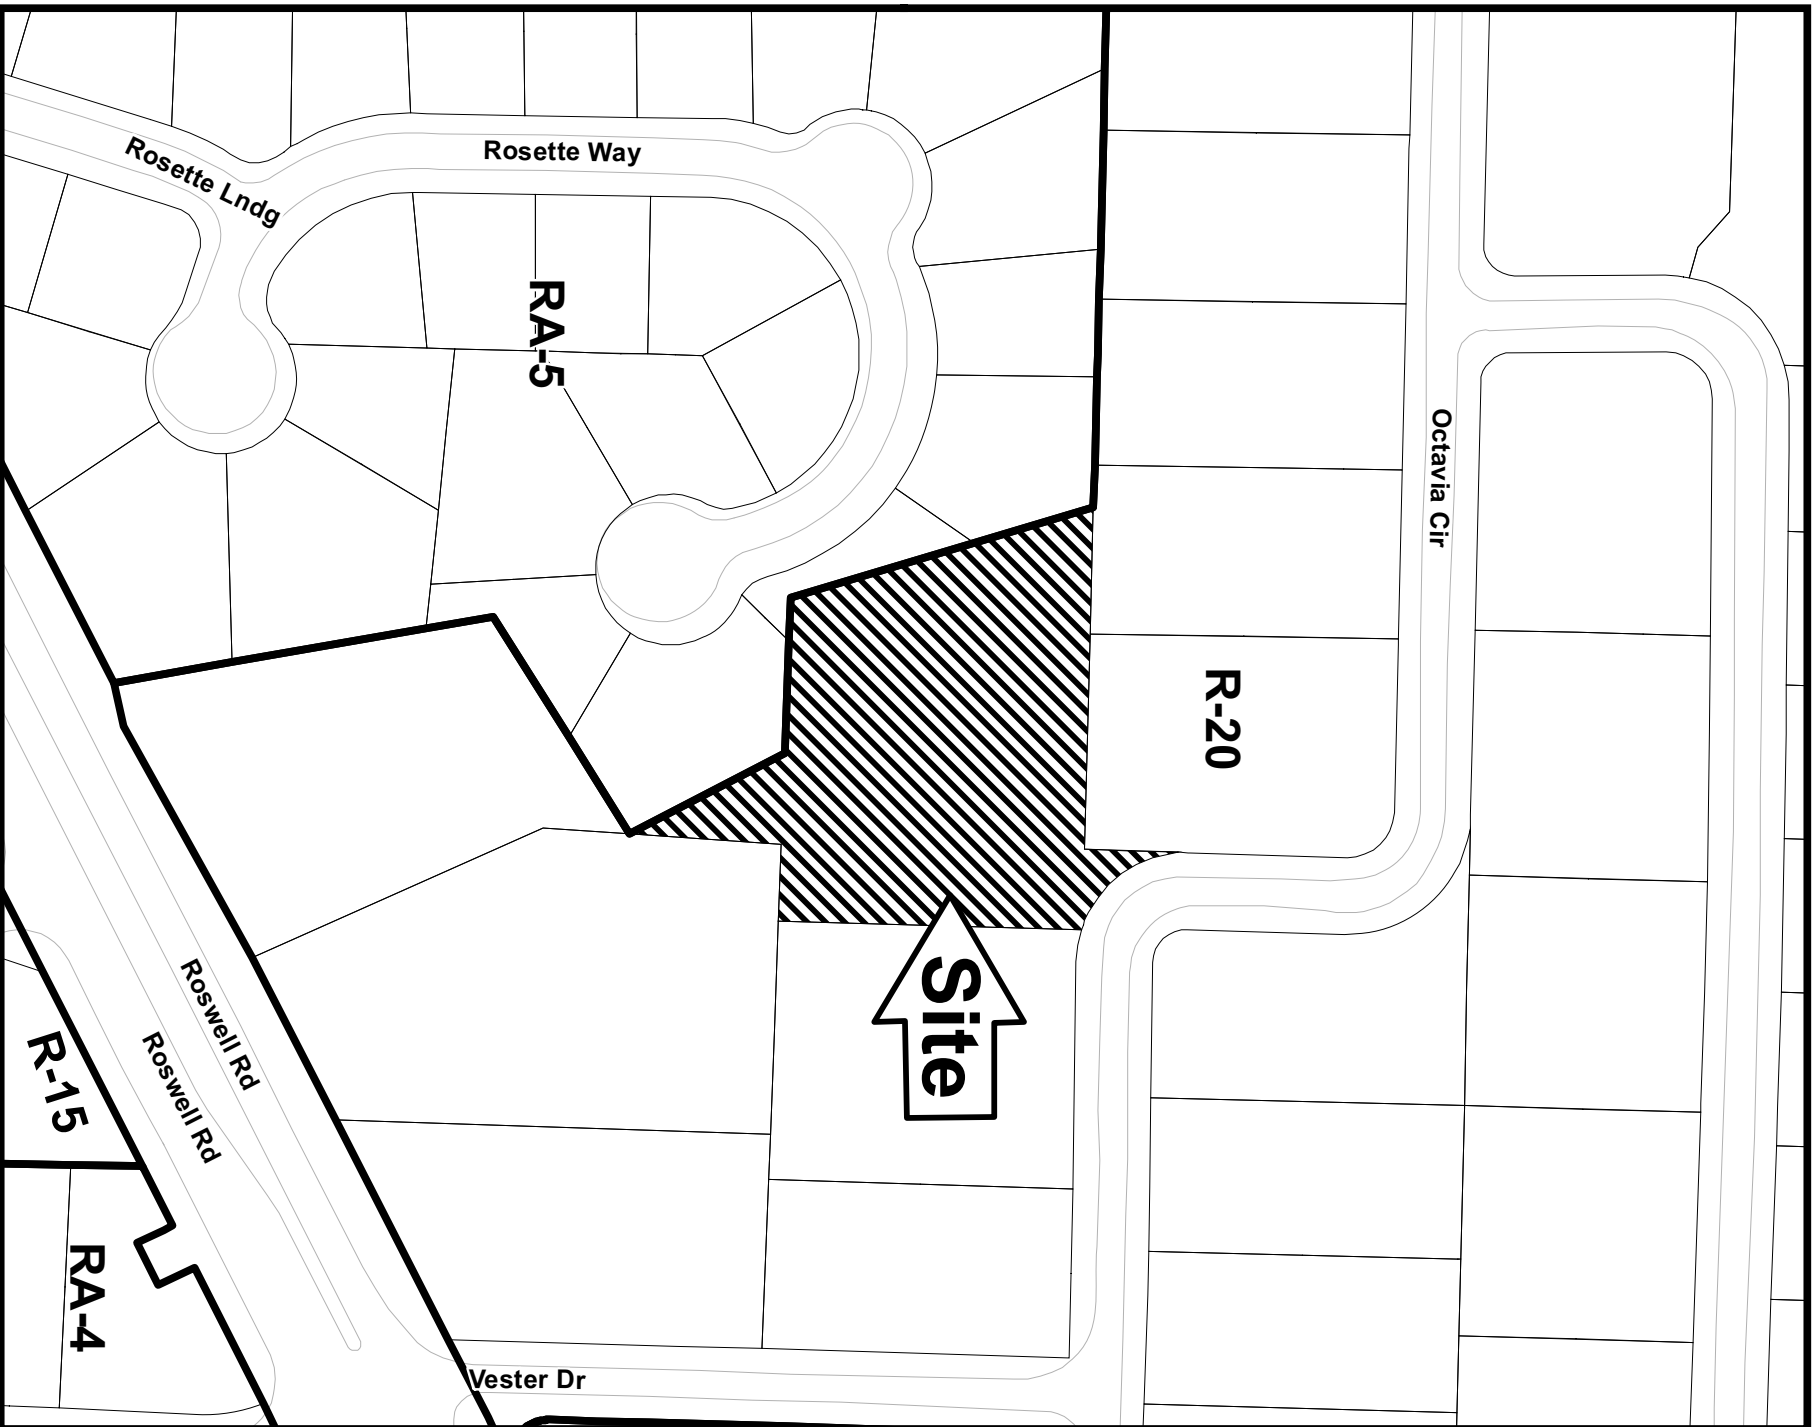 Rosette Lndg
Rosette Way
RA-5
Octavia Cir
R-20
Site
Roswell Rd
Roswell Rd
R-15
RA-4
Vester Dr